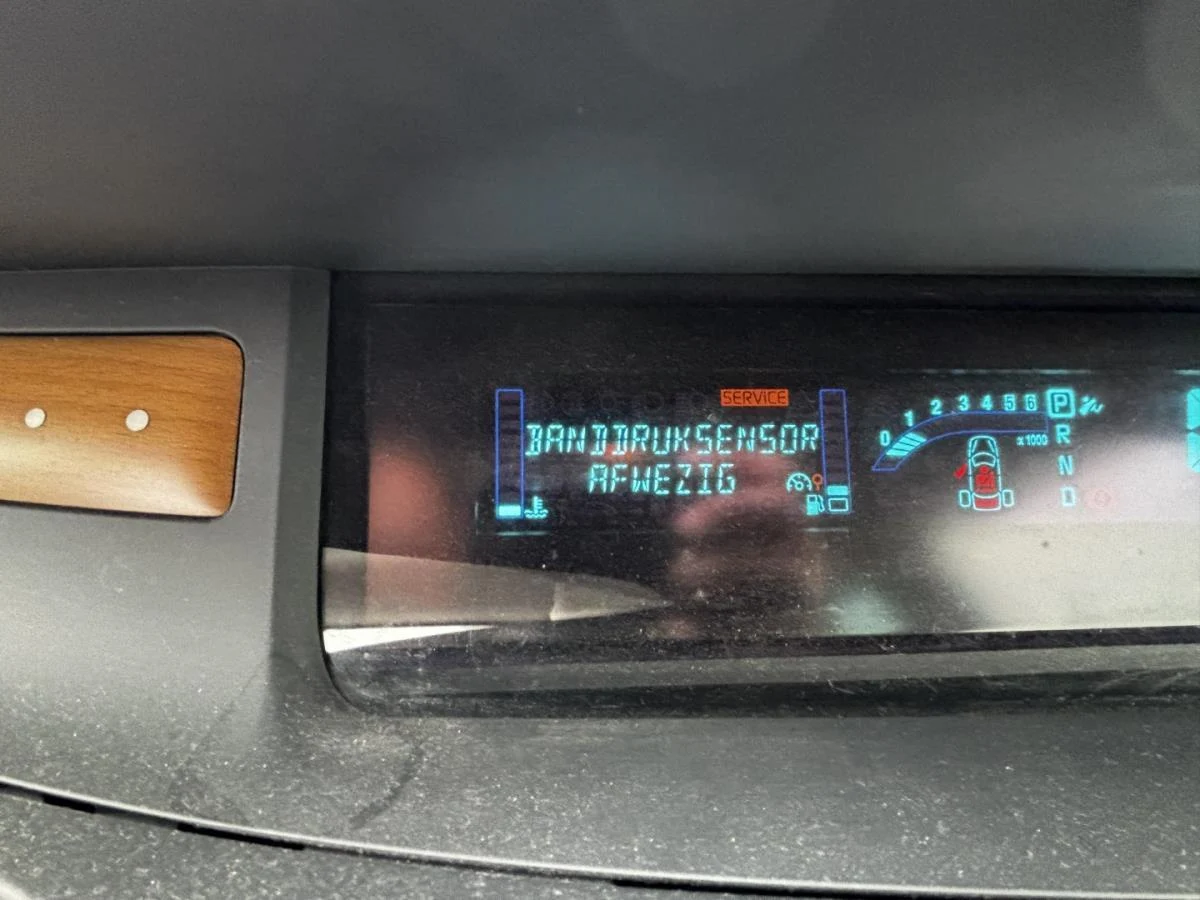 SERVICE
BANDDRUKSENSOR
AFWEZIG
0 1 2 3 4 5 6
x1000
P
R
N
D